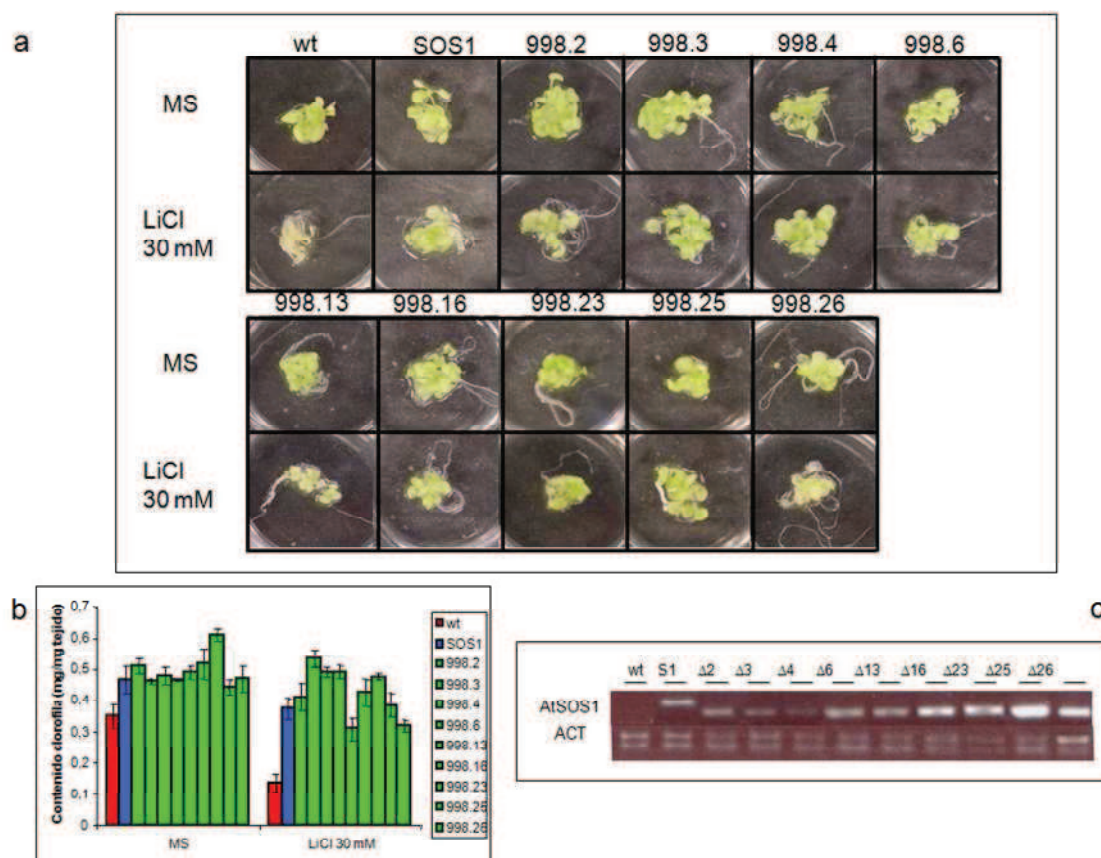 a
wt SOS1 998.2 998.3 998.4 998.6
MS
LiCl
30 mM
998.13 998.16 998.23 998.25 998.26
MS
LiCl
30 mM
b
Contenido clorofila (mg/mg tejido)
0,7
0,6
0,5
0,4
0,3
0,2
0,1
0
MS LiCl 30 mM
wt
SOS1
998.2
998.3
998.4
998.6
998.13
998.16
998.23
998.25
998.26
wt S1 Δ2 Δ3 Δ4 Δ6 Δ13 Δ16 Δ23 Δ25 Δ26
AtSOS1
ACT